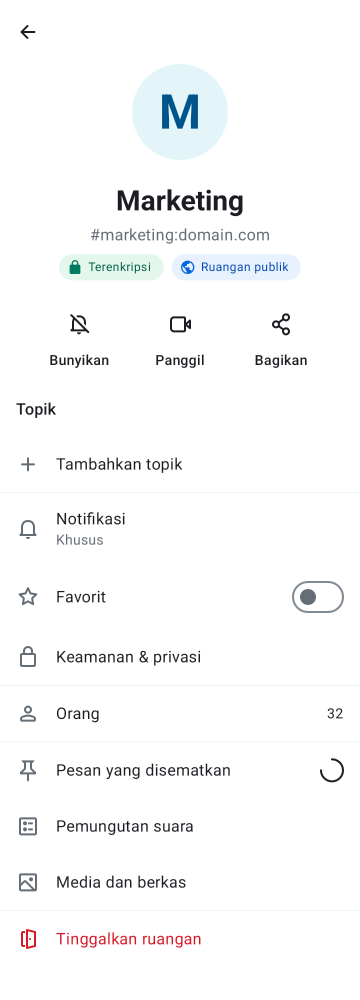 M
Marketing
#marketing:domain.com
Terenkripsi
Ruangan publik
Bunyikan
Panggil
Bagikan
Topik
Tambahkan topik
Notifikasi
Khusus
Favorit
Keamanan & privasi
Orang
32
Pesan yang disematkan
Pemungutan suara
Media dan berkas
Tinggalkan ruangan